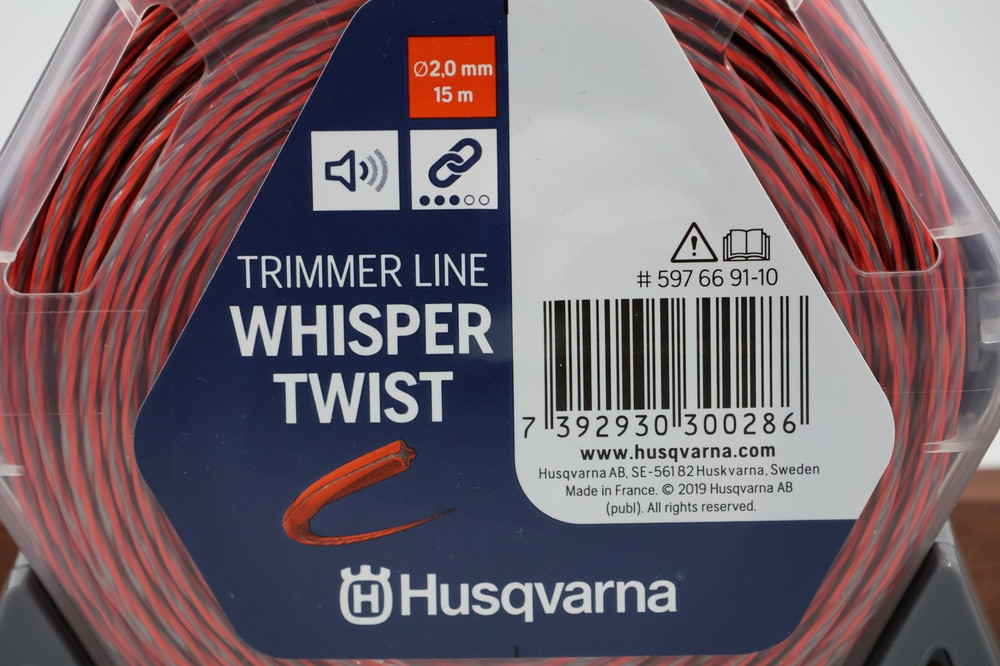 Ø2,0 mm
15 m
TRIMMER LINE
WHISPER
TWIST
# 597 66 91-10
7 392930 300286
www.husqvarna.com
Husqvarna AB, SE-561 82 Huskvarna, Sweden
Made in France. © 2019 Husqvarna AB
(publ). All rights reserved.
H Husqvarna